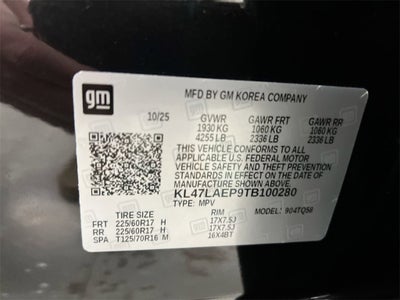 gm
MFD. BY GM KOREA COMPANY
10/25 GVWR GAWR FRT GAWR RR
1930 KG 1060 KG 1060 KG
4255 LB 2336 LB 2336 LB
THIS VEHICLE CONFORMS TO ALL
APPLICABLE U.S. FEDERAL MOTOR
VEHICLE SAFETY AND THEFT
PREVENTION STANDARDS IN EFFECT
ON THE DATE OF MANUFACTURE
SHOWN ABOVE.
KL47LAEP9TB100280
TYPE: MPV MODEL: 904TQ58
TIRE SIZE RIM
FRT 225/60R17 H 17X7.5J
RR 225/60R17 H 17X7.5J
SPA T125/70R16 M 16X4BT